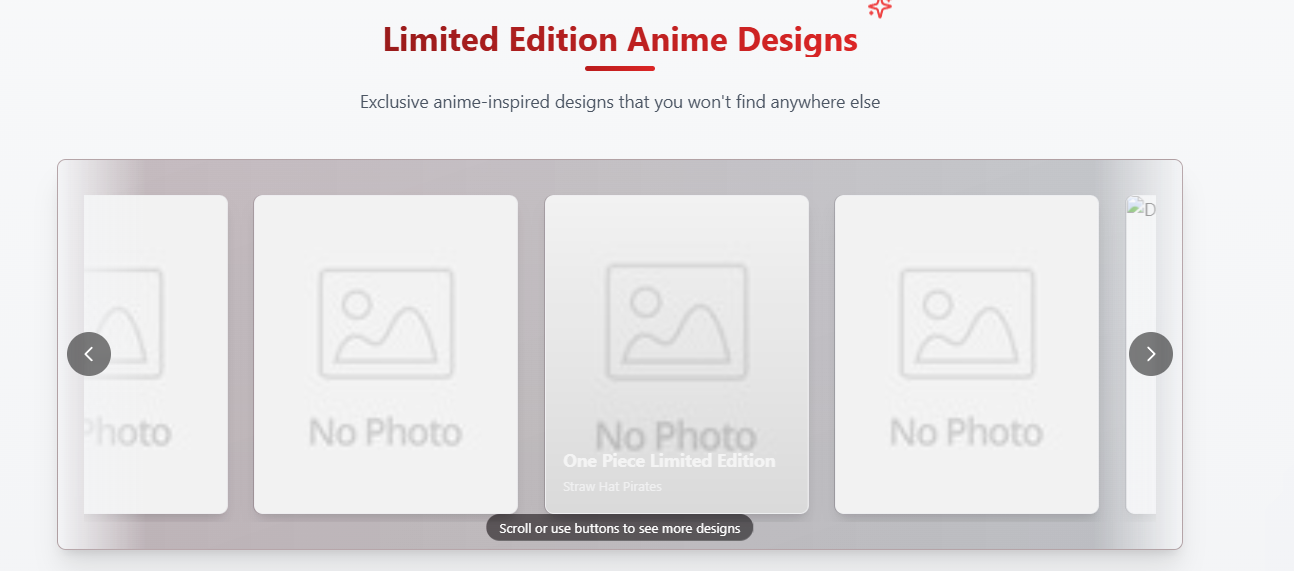 Limited Edition Anime Designs
Exclusive anime-inspired designs that you won't find anywhere else
Photo
No Photo
No Photo
No Photo
D
One Piece Limited Edition
Straw Hat Pirates
Scroll or use buttons to see more designs